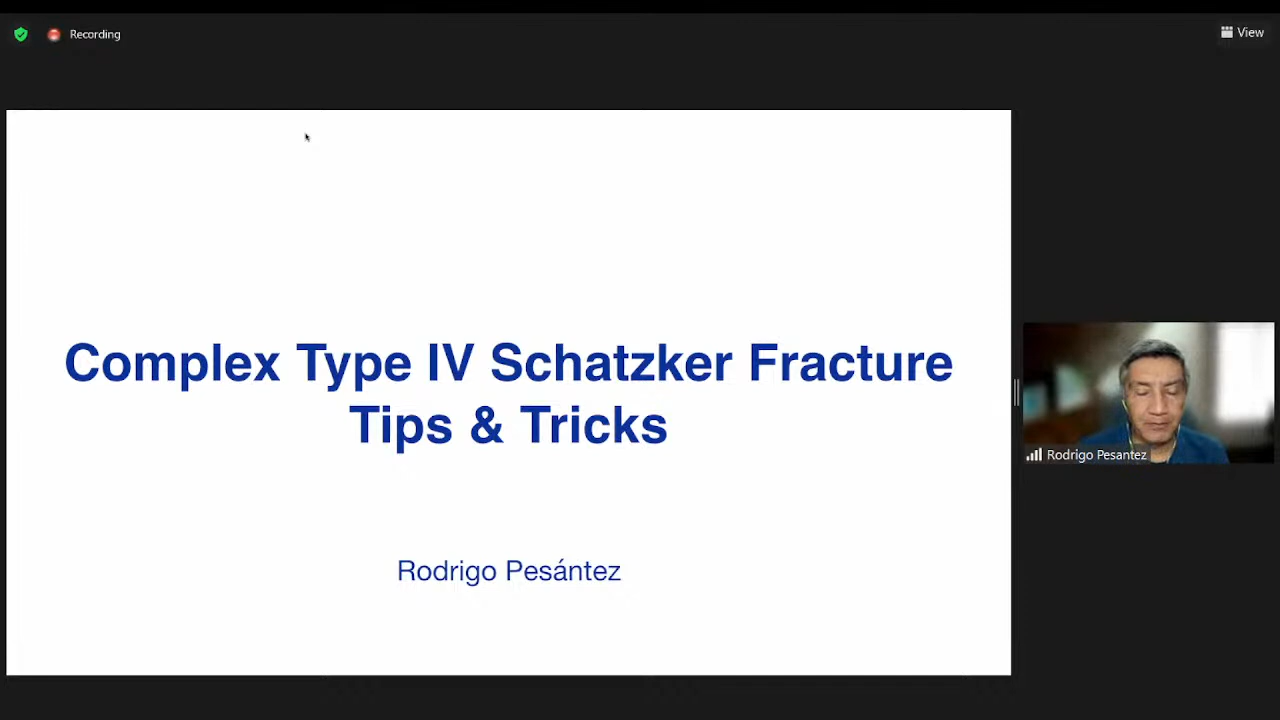 Recording
View
Complex Type IV Schatzker Fracture
Tips & Tricks
Rodrigo Pesántez
Rodrigo Pesantez